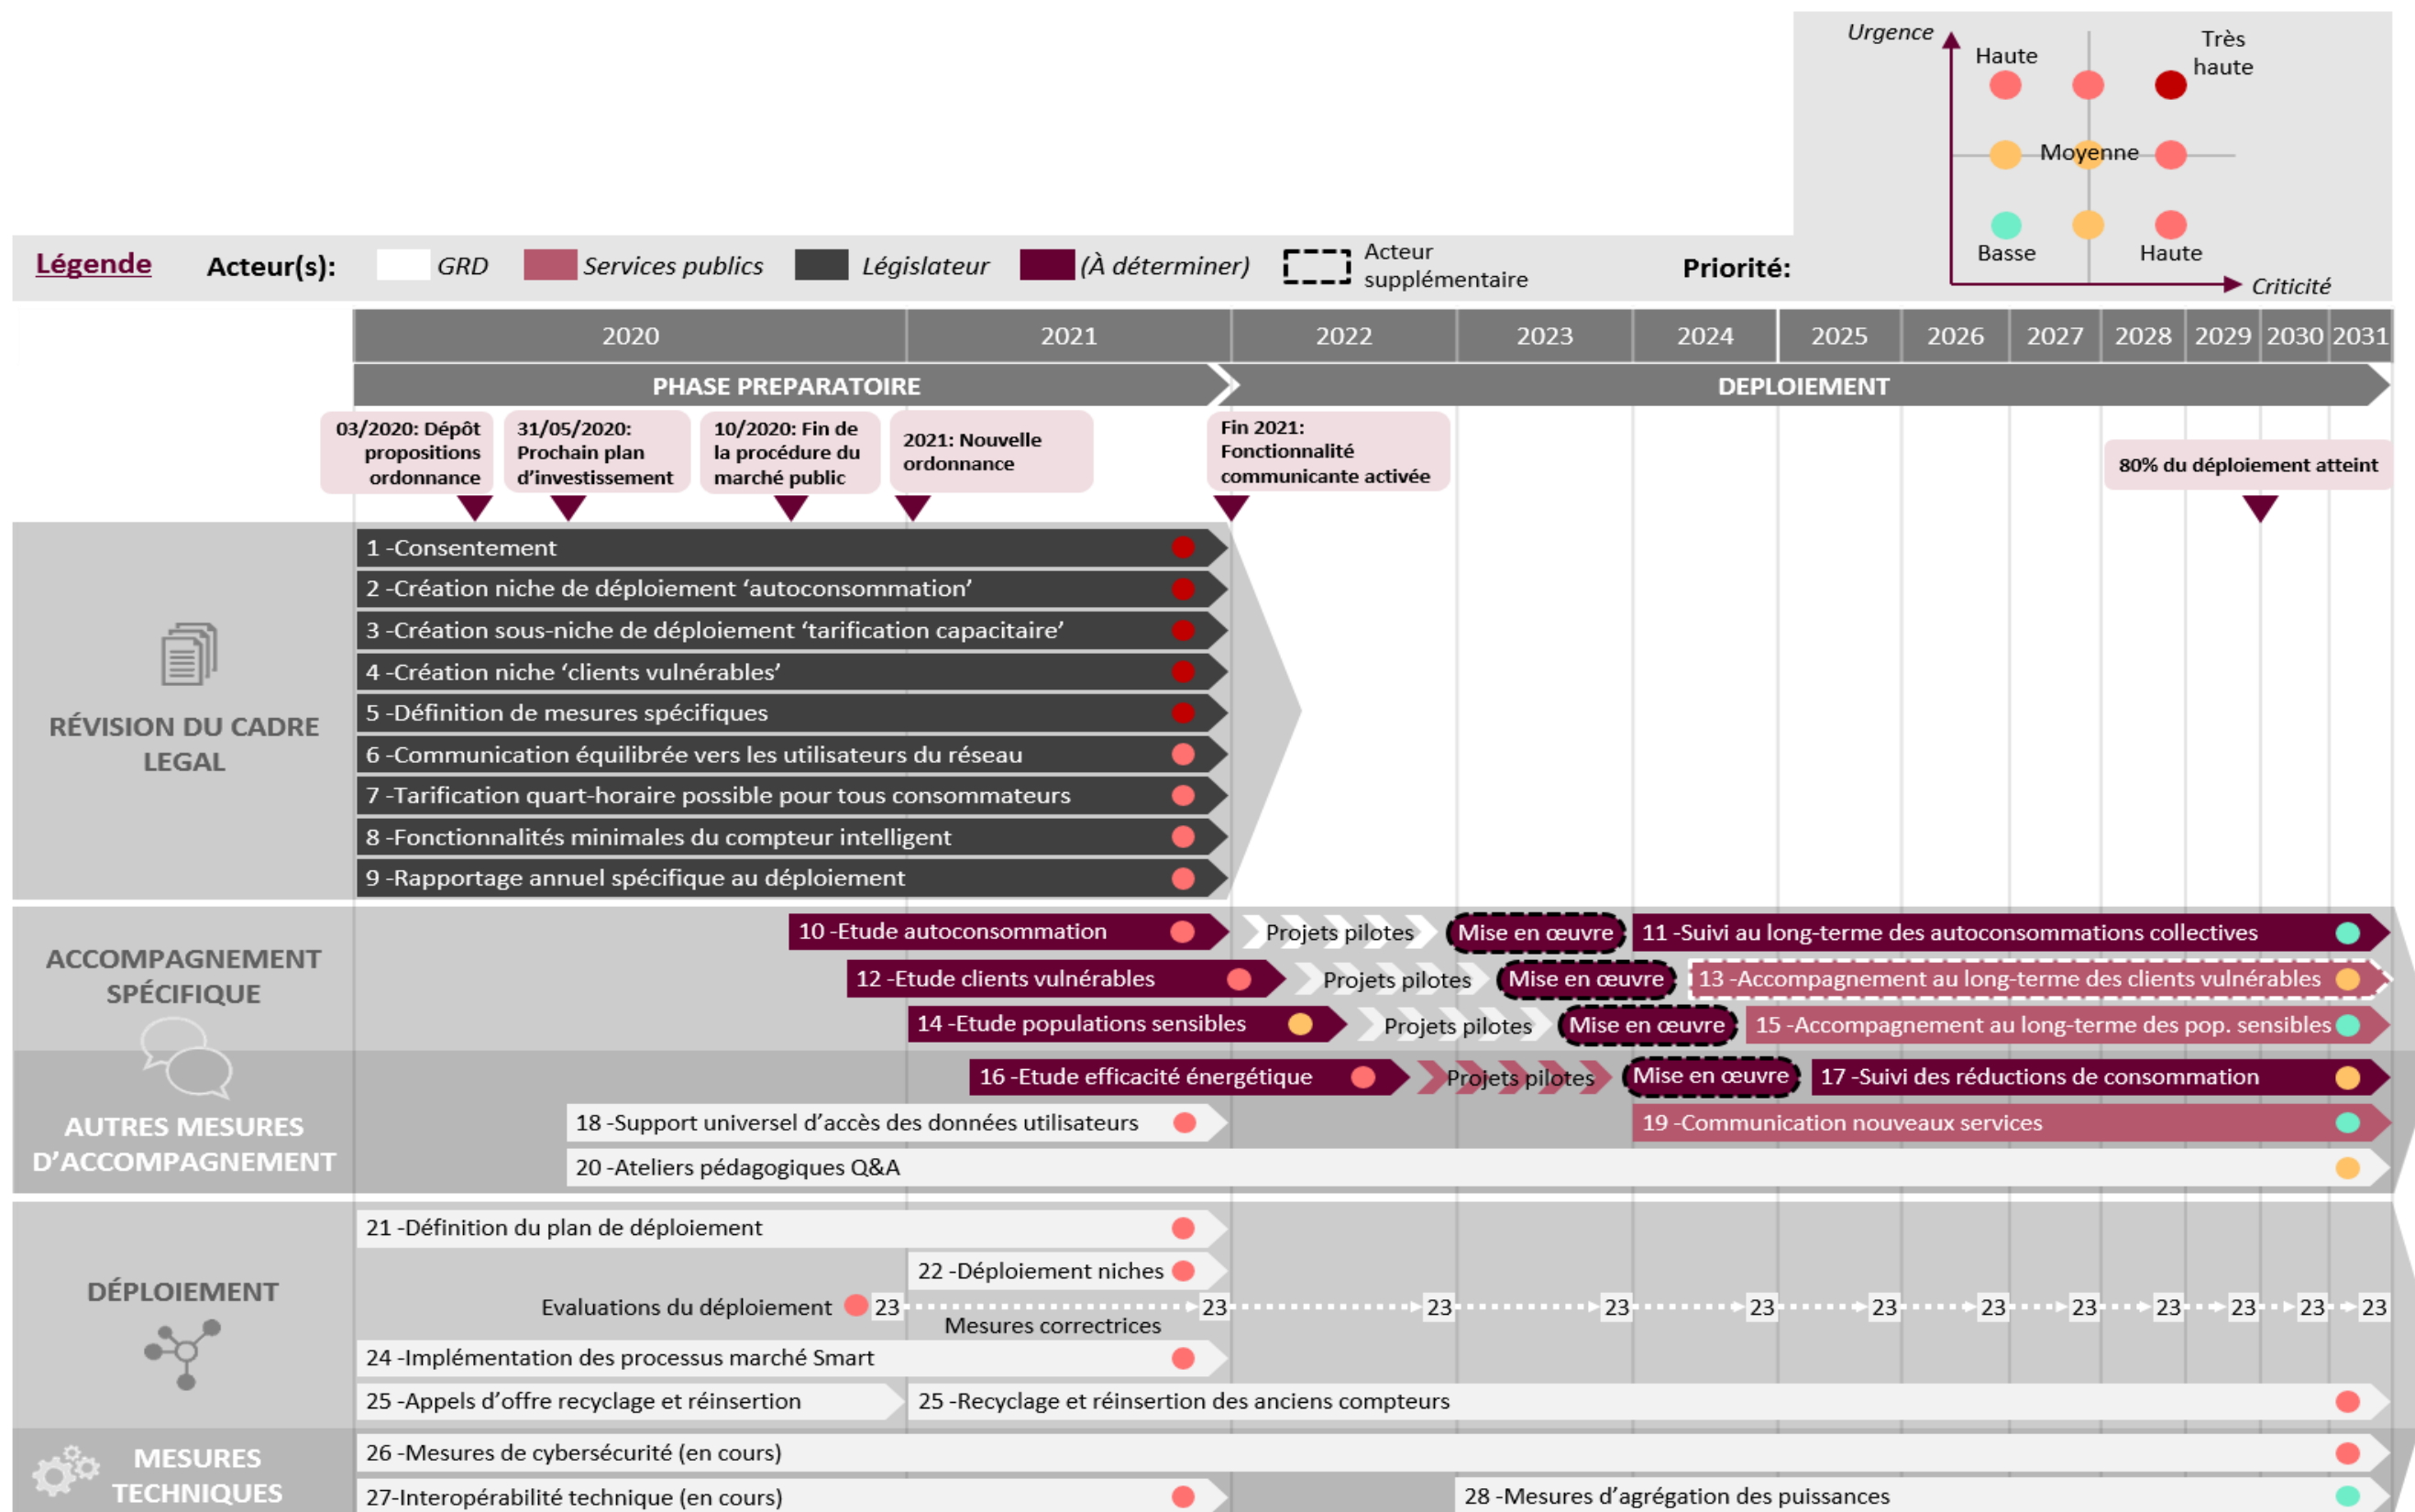 Urgence
Haute
Très
haute
Moyenne
Basse
Haute
Criticité
Légende
Acteur(s):
GRD
Services publics
Législateur
(À déterminer)
Acteur
supplémentaire
Priorité:
2020
2021
2022
2023
2024
2025
2026
2027
2028
2029
2030
2031
PHASE PREPARATOIRE
DEPLOIEMENT
03/2020: Dépôt
propositions
ordonnance
31/05/2020:
Prochain plan
d’investissement
10/2020: Fin de
la procédure du
marché public
2021: Nouvelle
ordonnance
Fin 2021:
Fonctionnalité
communicante activée
80% du déploiement atteint
RÉVISION DU CADRE
LEGAL
1 -Consentement
2 -Création niche de déploiement ‘autoconsommation’
3 -Création sous-niche de déploiement ‘tarification capacitaire’
4 -Création niche ‘clients vulnérables’
5 -Définition de mesures spécifiques
6 -Communication équilibrée vers les utilisateurs du réseau
7 -Tarification quart-horaire possible pour tous consommateurs
8 -Fonctionnalités minimales du compteur intelligent
9 -Rapportage annuel spécifique au déploiement
ACCOMPAGNEMENT
SPÉCIFIQUE
10 -Etude autoconsommation
Projets pilotes
Mise en œuvre
11 -Suivi au long-terme des autoconsommations collectives
12 -Etude clients vulnérables
Projets pilotes
Mise en œuvre
13 -Accompagnement au long-terme des clients vulnérables
14 -Etude populations sensibles
Projets pilotes
Mise en œuvre
15 -Accompagnement au long-terme des pop. sensibles
AUTRES MESURES
D’ACCOMPAGNEMENT
16 -Etude efficacité énergétique
Projets pilotes
Mise en œuvre
17 -Suivi des réductions de consommation
18 -Support universel d’accès des données utilisateurs
19 -Communication nouveaux services
20 -Ateliers pédagogiques Q&A
DÉPLOIEMENT
21 -Définition du plan de déploiement
22 -Déploiement niches
Evaluations du déploiement
23
23
23
23
23
23
23
23
23
23
23
23
Mesures correctrices
24 -Implémentation des processus marché Smart
25 -Appels d’offre recyclage et réinsertion
25 -Recyclage et réinsertion des anciens compteurs
MESURES
TECHNIQUES
26 -Mesures de cybersécurité (en cours)
27-Interopérabilité technique (en cours)
28 -Mesures d’agrégation des puissances